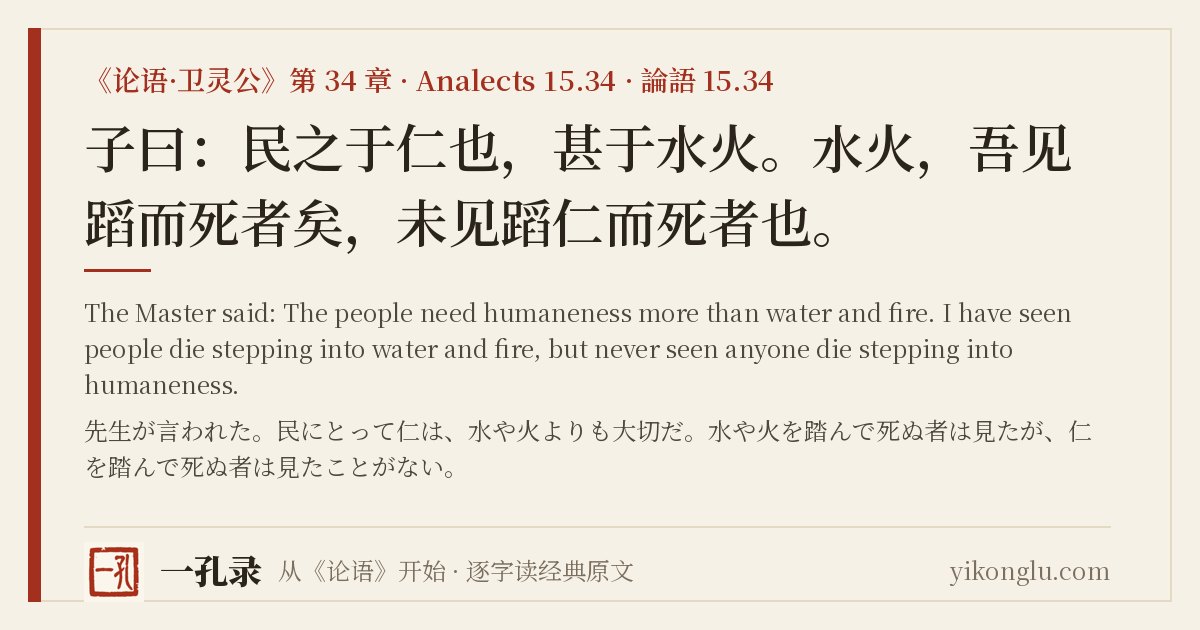 《论语·卫灵公》第 34 章 · Analects 15.34 · 論語 15.34
子曰：民之于仁也，甚于水火。水火，吾见
蹈而死者矣，未见蹈仁而死者也。
The Master said: The people need humaneness more than water and fire. I have seen
people die stepping into water and fire, but never seen anyone die stepping into
humaneness.
先生が言われた。民にとって仁は、水や火よりも大切だ。水や火を踏んで死ぬ者は見たが、仁
を踏んで死ぬ者は見たことがない。
一孔 一孔录 从《论语》开始 · 逐字读经典原文 yikonglu.com